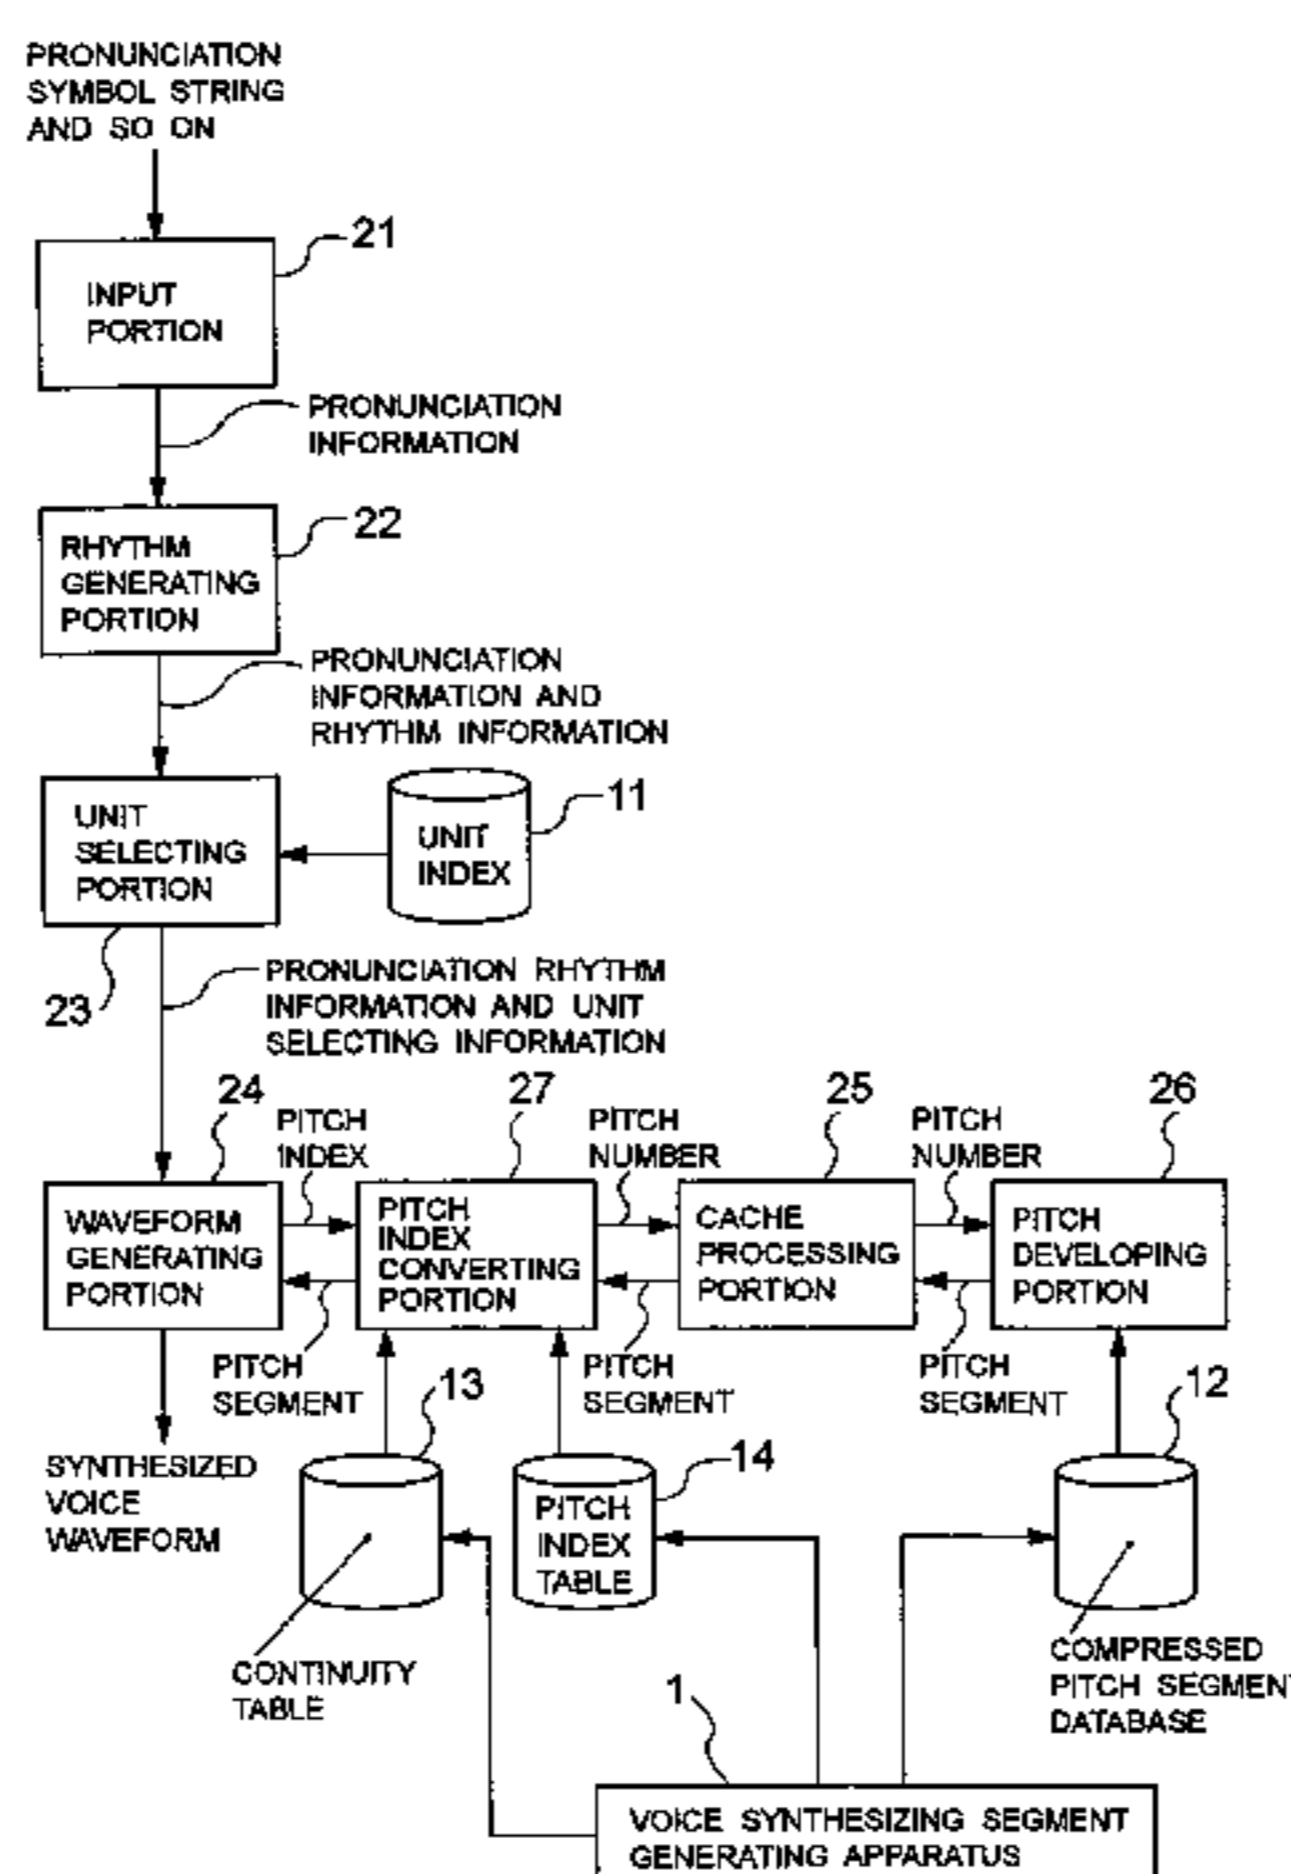 PRONUNCIATION
SYMBOL STRING
AND SO ON
21
INPUT
PORTION
PRONUNCIATION
INFORMATION
22
RHYTHM
GENERATING
PORTION
PRONUNCIATION
INFORMATION AND
RHYTHM INFORMATION
11
UNIT
SELECTING
PORTION
UNIT
INDEX
23
PRONUNCIATION RHYTHM
INFORMATION AND UNIT
SELECTING INFORMATION
24
PITCH
INDEX
27
PITCH
NUMBER
25
PITCH
NUMBER
26
WAVEFORM
GENERATING
PORTION
PITCH
INDEX
CONVERTING
PORTION
CACHE
PROCESSING
PORTION
PITCH
DEVELOPING
PORTION
PITCH
SEGMENT
13
PITCH
SEGMENT
PITCH
SEGMENT
12
SYNTHESIZED
VOICE
WAVEFORM
14
PITCH
INDEX
TABLE
CONTINUITY
TABLE
COMPRESSED
PITCH SEGMENT
DATABASE
1
VOICE SYNTHESIZING SEGMENT
GENERATING APPARATUS